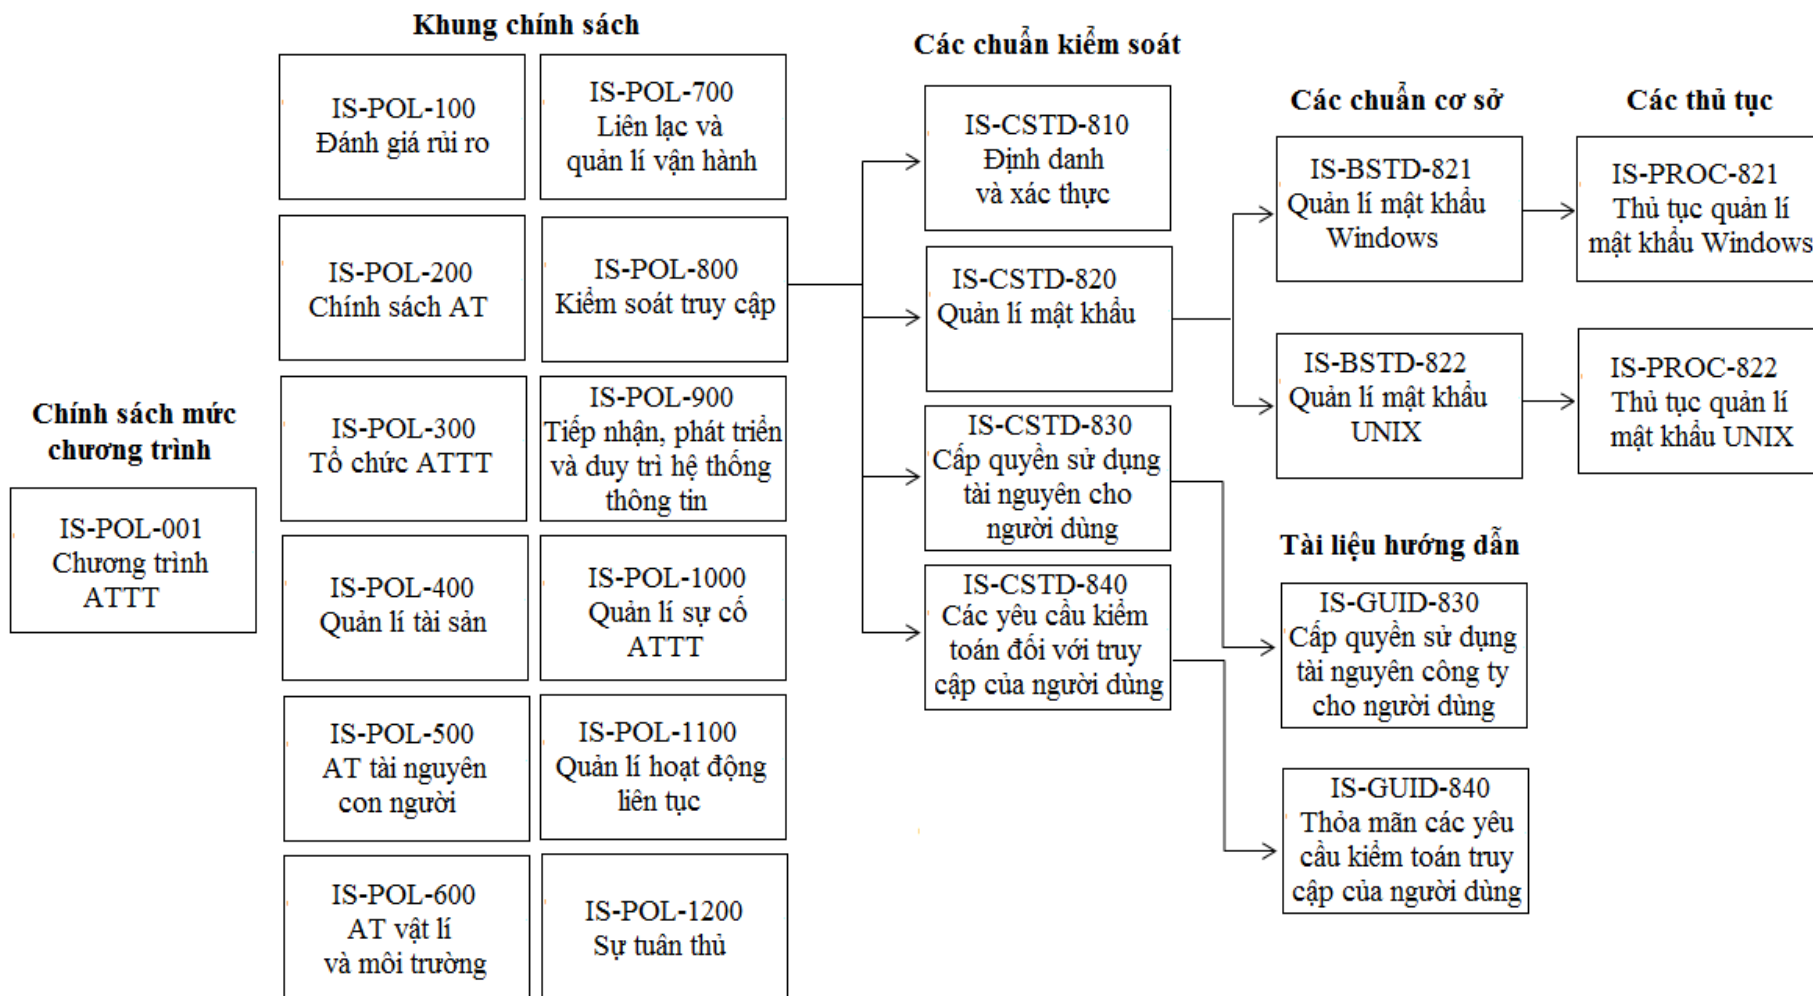 Chính sách mức
chương trình
IS-POL-001
Chương trình
ATTT
Khung chính sách
IS-POL-100
Đánh giá rủi ro
IS-POL-200
Chính sách AT
IS-POL-300
Tổ chức ATTT
IS-POL-400
Quản lí tài sản
IS-POL-500
AT tài nguyên
con người
IS-POL-600
AT vật lí
và môi trường
IS-POL-700
Liên lạc và
quản lí vận hành
IS-POL-800
Kiểm soát truy cập
IS-POL-900
Tiếp nhận, phát triển
và duy trì hệ thống
thông tin
IS-POL-1000
Quản lí sự cố
ATTT
IS-POL-1100
Quản lí hoạt động
liên tục
IS-POL-1200
Sự tuân thủ
Các chuẩn kiểm soát
IS-CSTD-810
Định danh
và xác thực
IS-CSTD-820
Quản lí mật khẩu
IS-CSTD-830
Cấp quyền sử dụng
tài nguyên cho
người dùng
IS-CSTD-840
Các yêu cầu kiểm
toán đối với truy
cập của người dùng
Các chuẩn cơ sở
IS-BSTD-821
Quản lí mật khẩu
Windows
IS-BSTD-822
Quản lí mật khẩu
UNIX
Các thủ tục
IS-PROC-821
Thủ tục quản lí
mật khẩu Windows
IS-PROC-822
Thủ tục quản lí
mật khẩu UNIX
Tài liệu hướng dẫn
IS-GUID-830
Cấp quyền sử dụng
tài nguyên công ty
cho người dùng
IS-GUID-840
Thỏa mãn các yêu
cầu kiểm toán truy
cập của người dùng